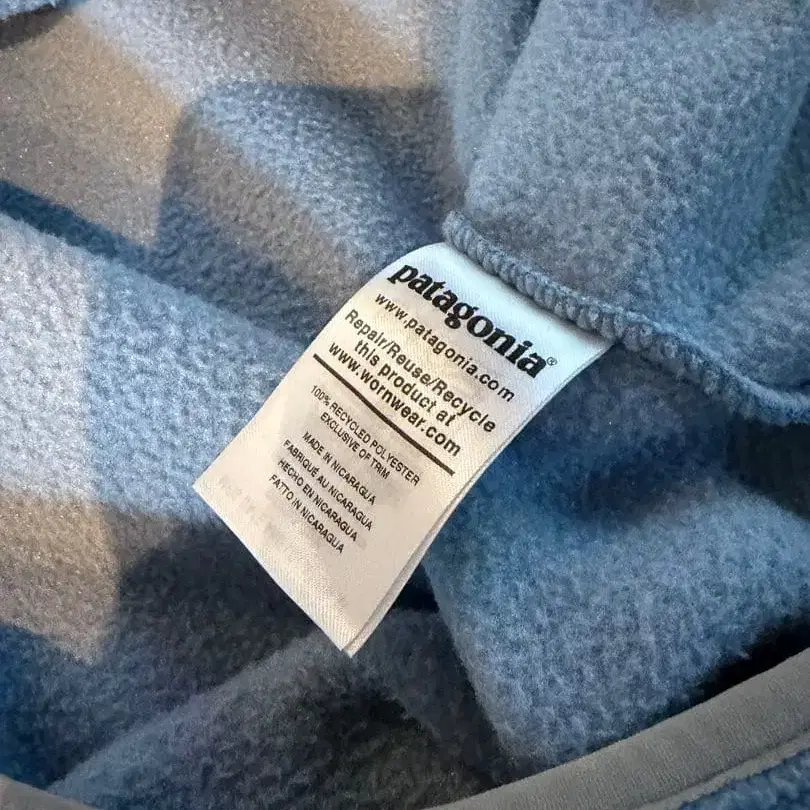 patagonia®
www.patagonia.com
Repair/Reuse/Recycle
this product at
www.wornwear.com
100% RECYCLED POLYESTER
EXCLUSIVE OF TRIM
MADE IN NICARAGUA
FABRIQUÉ AU NICARAGUA
HECHO EN NICARAGUA
FATTO IN NICARAGUA